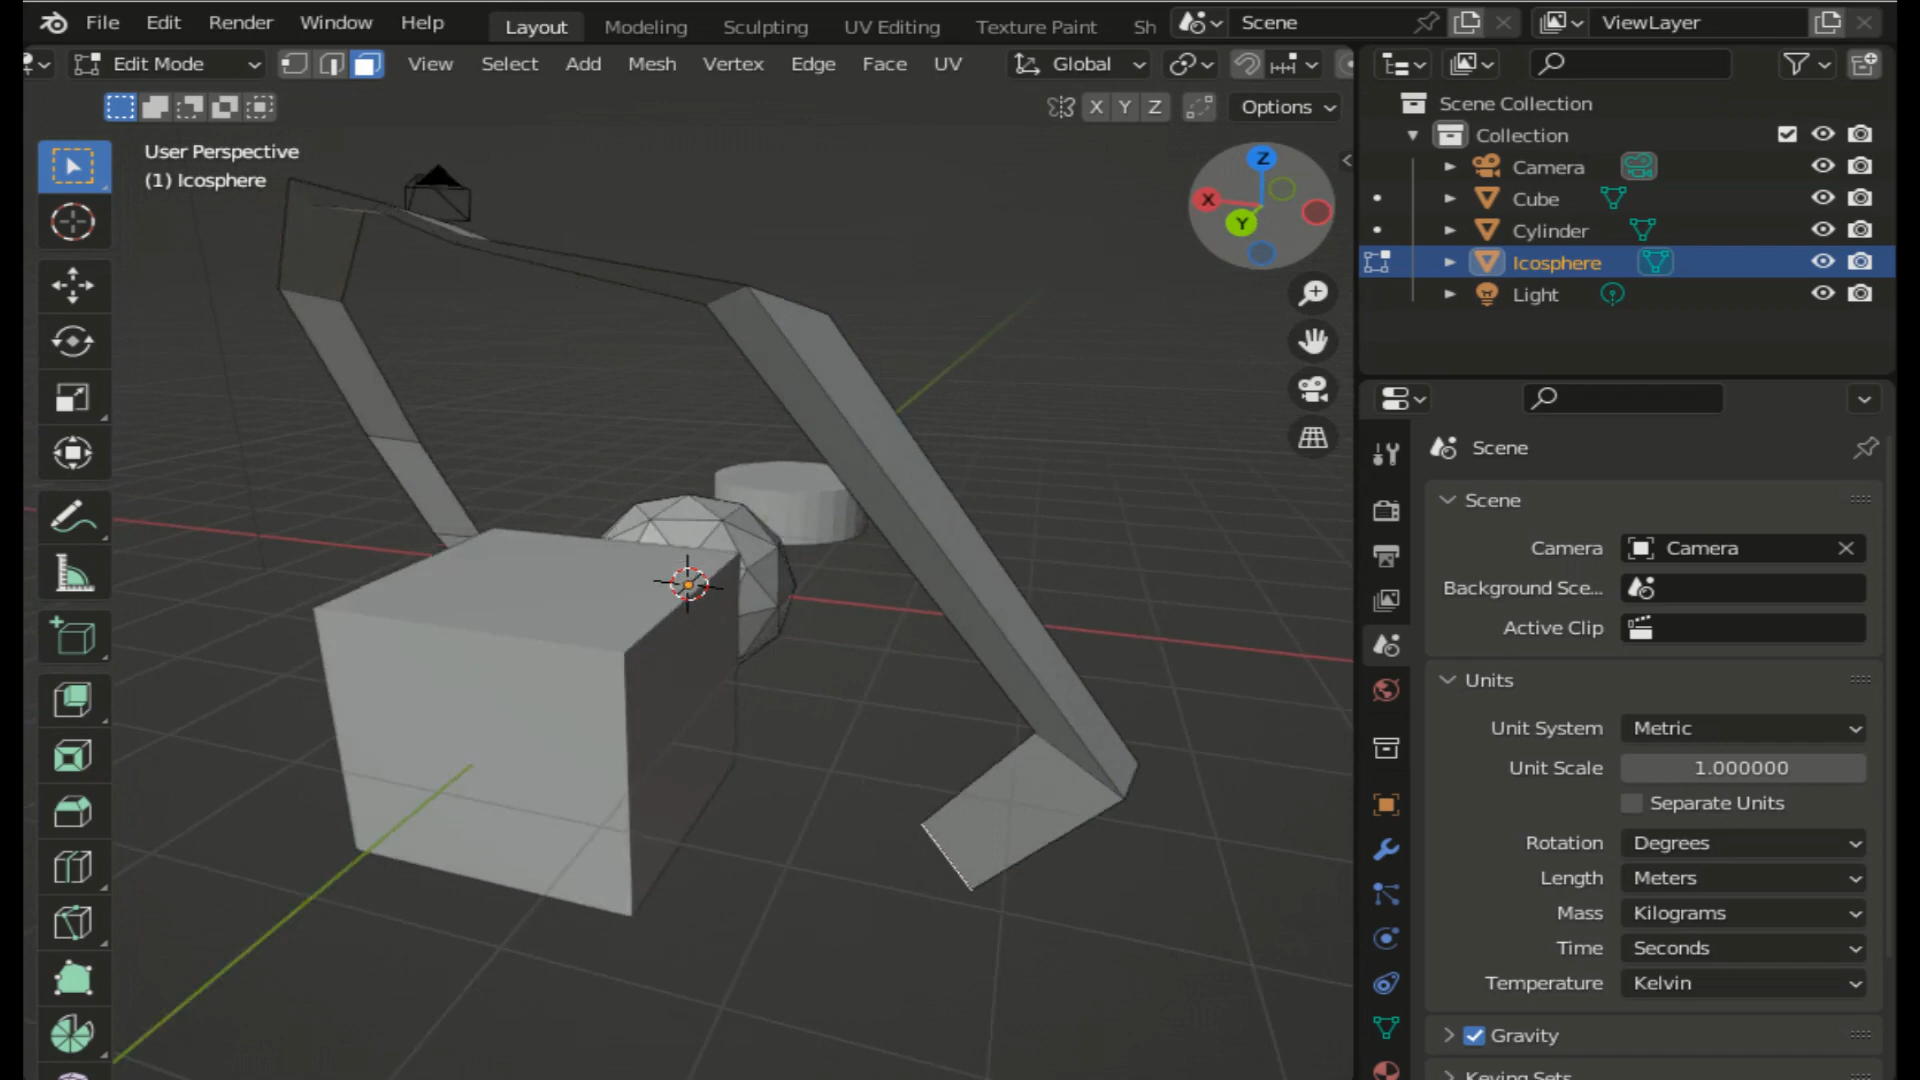 File Edit Render Window Help Layout Modeling Sculpting UV Editing Texture Paint Sh Scene ViewLayer
Edit Mode View Select Add Mesh Vertex Edge Face UV Global
X Y Z Options
User Perspective
(1) Icosphere
Z
X
Y
Scene Collection
Collection
Camera
Cube
Cylinder
Icosphere
Light
Scene
Scene
Camera Camera
Background Sce...
Active Clip
Units
Unit System Metric
Unit Scale 1.000000
Separate Units
Rotation Degrees
Length Meters
Mass Kilograms
Time Seconds
Temperature Kelvin
Gravity
Keying Sets